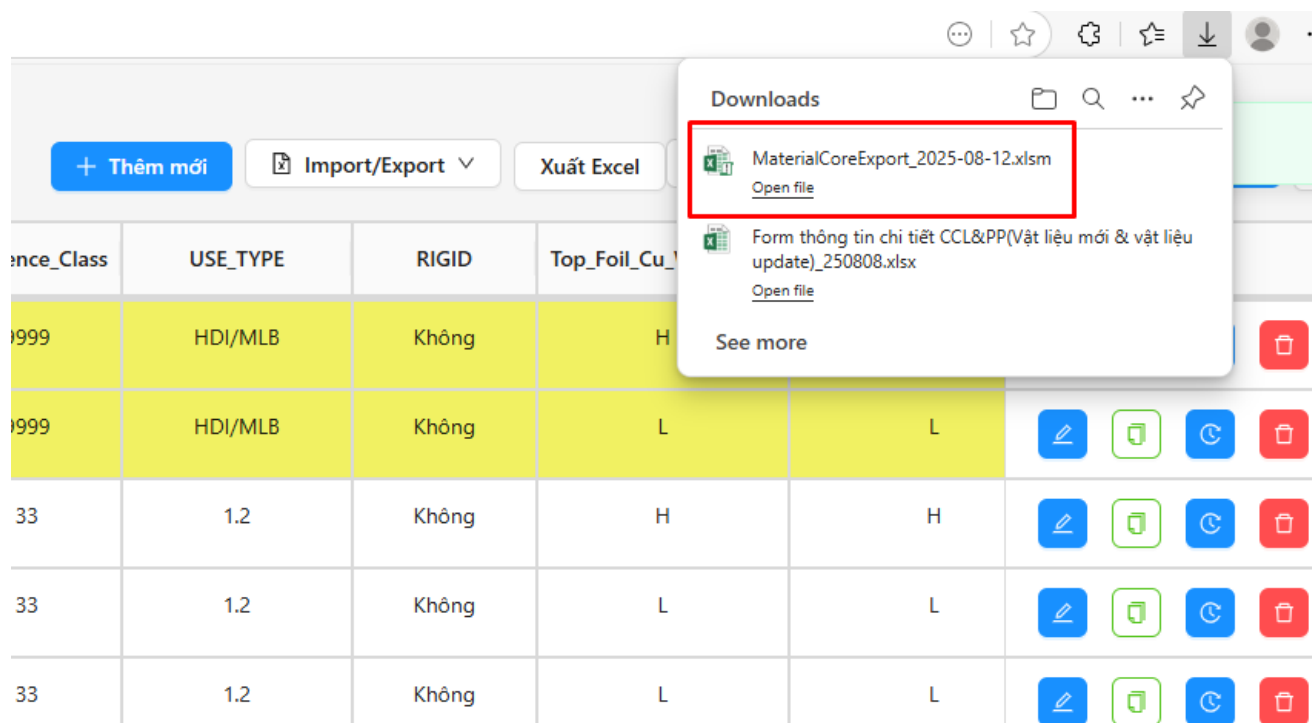 Downloads
MaterialCoreExport_2025-08-12.xlsm
Open file
Form thông tin chi tiết CCL&PP(Vật liệu mới & vật liệu
update)_250808.xlsx
Open file
See more
+ Thêm mới Import/Export Xuất Excel
ence_Class USE_TYPE RIGID Top_Foil_Cu_
9999 HDI/MLB Không H
9999 HDI/MLB Không L L
33 1.2 Không H H
33 1.2 Không L L
33 1.2 Không L L